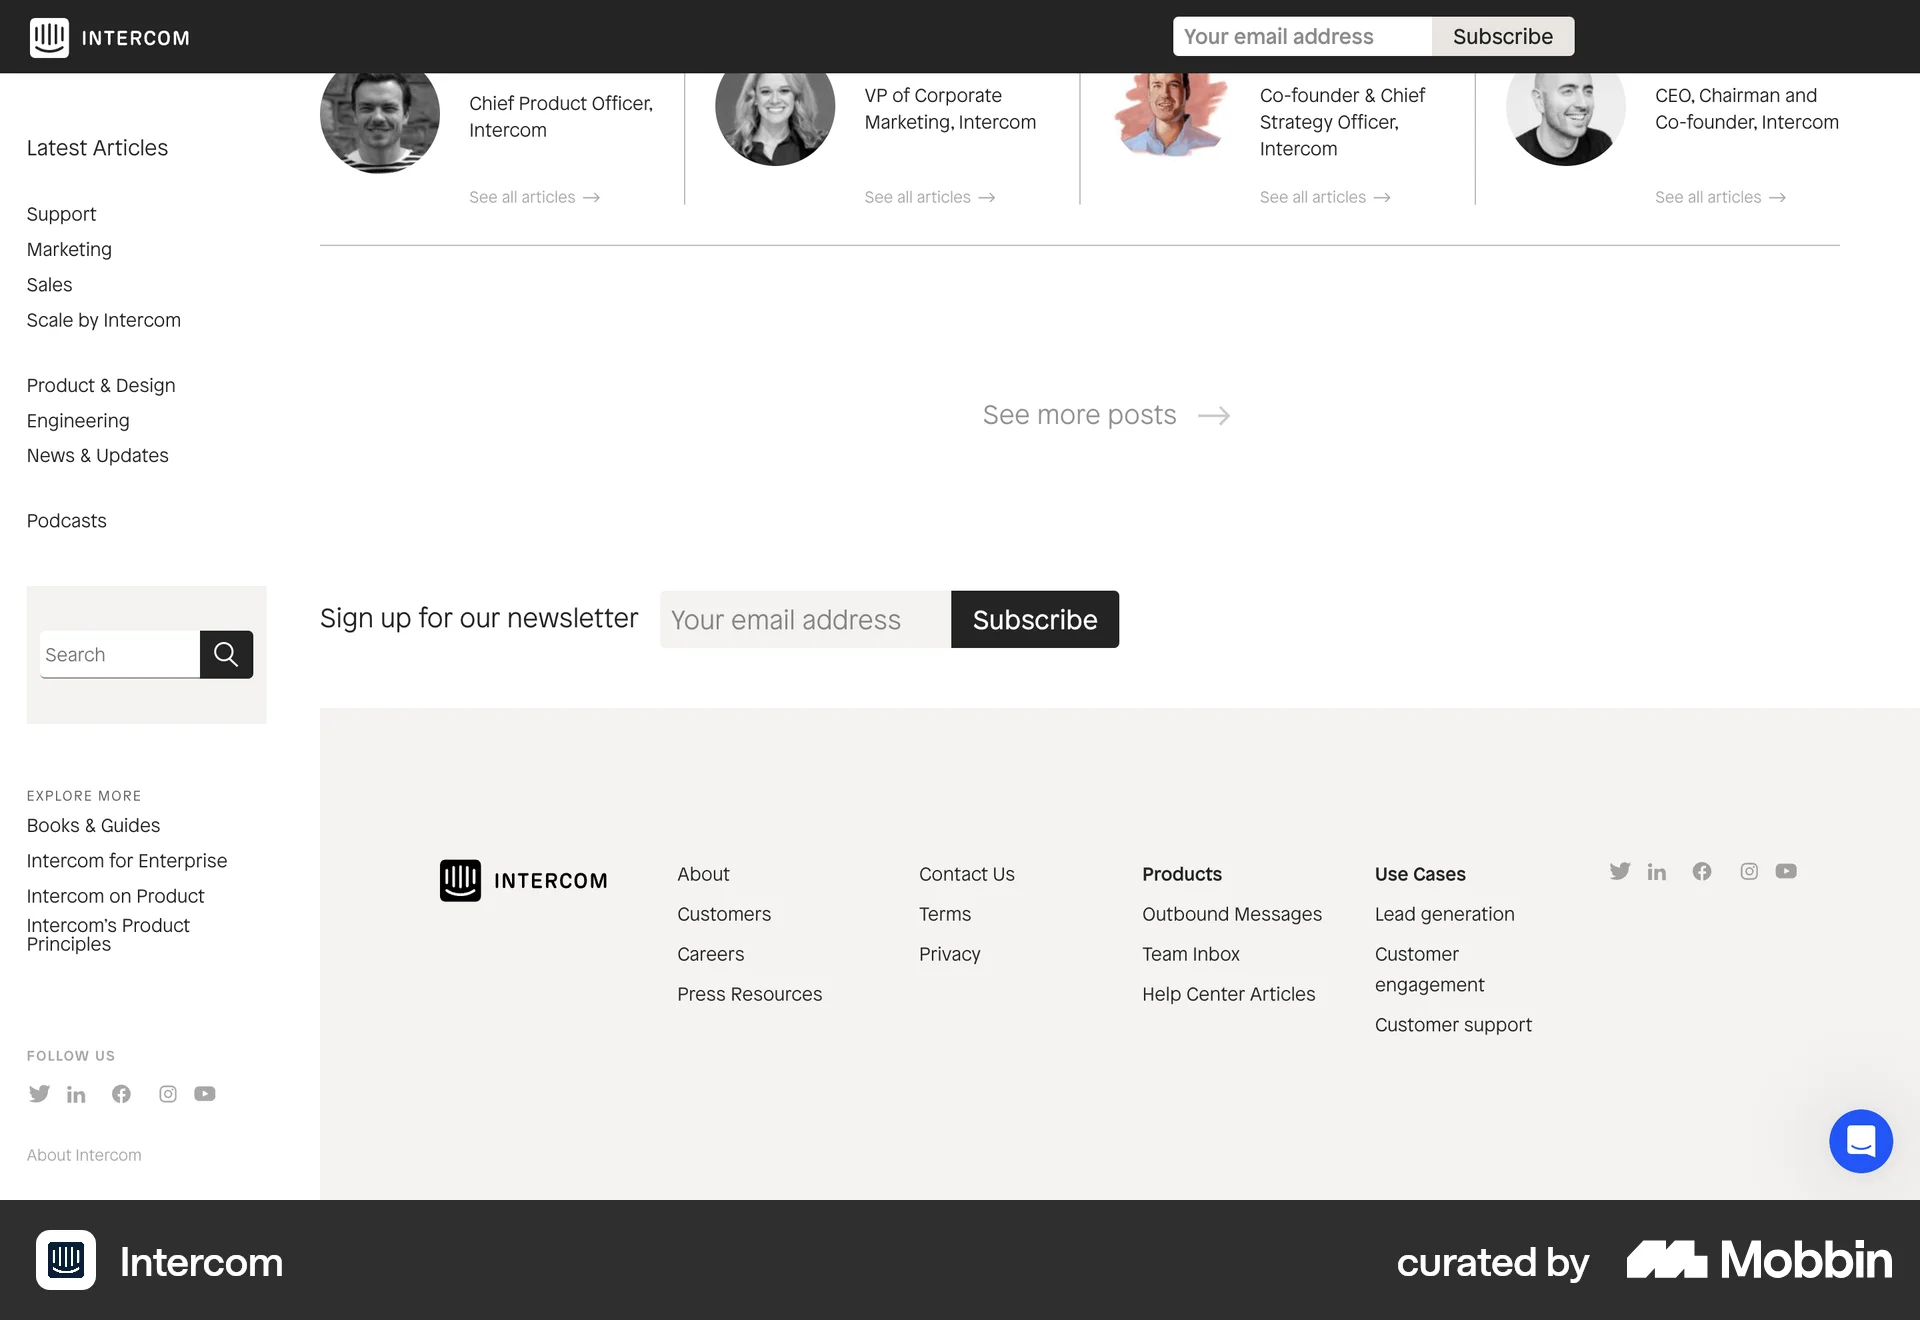 INTERCOM
Your email address
Subscribe
Latest Articles
Support
Marketing
Sales
Scale by Intercom
Product & Design
Engineering
News & Updates
Podcasts
Search
EXPLORE MORE
Books & Guides
Intercom for Enterprise
Intercom on Product
Intercom’s Product
Principles
FOLLOW US
About Intercom
Chief Product Officer,
Intercom
See all articles →
VP of Corporate
Marketing, Intercom
See all articles →
Co-founder & Chief
Strategy Officer,
Intercom
See all articles →
CEO, Chairman and
Co-founder, Intercom
See all articles →
See more posts →
Sign up for our newsletter
Your email address
Subscribe
INTERCOM
About
Customers
Careers
Press Resources
Contact Us
Terms
Privacy
Products
Outbound Messages
Team Inbox
Help Center Articles
Use Cases
Lead generation
Customer
engagement
Customer support
Intercom
curated by Mobbin